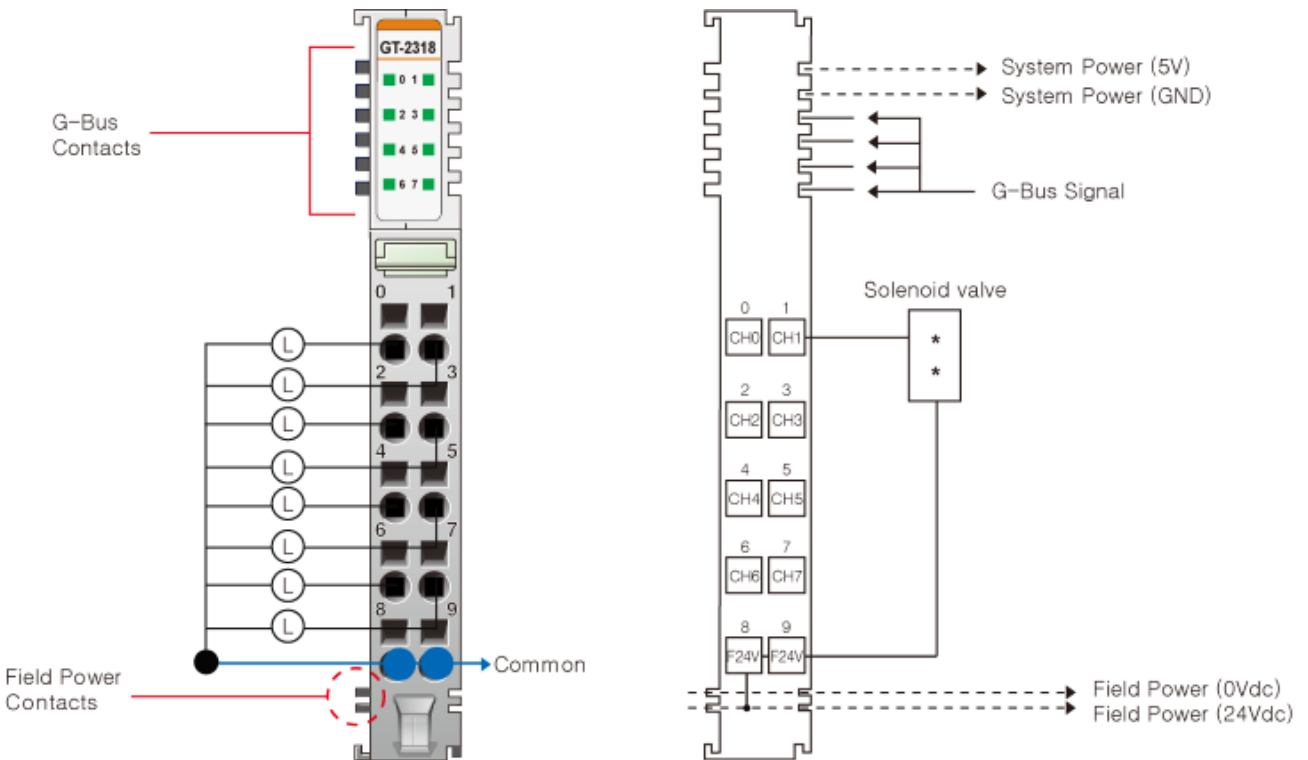 GT-2318
0 1
2 3
4 5
6 7
G-Bus
Contacts
0 1
2 3
4 5
6 7
8 9
L
L
L
L
L
L
L
L
Common
Field Power
Contacts
System Power (5V)
System Power (GND)
G-Bus Signal
Solenoid valve
* 
*
0 1
CH0 CH1
2 3
CH2 CH3
4 5
CH4 CH5
6 7
CH6 CH7
8 9
F24V F24V
Field Power (0Vdc)
Field Power (24Vdc)